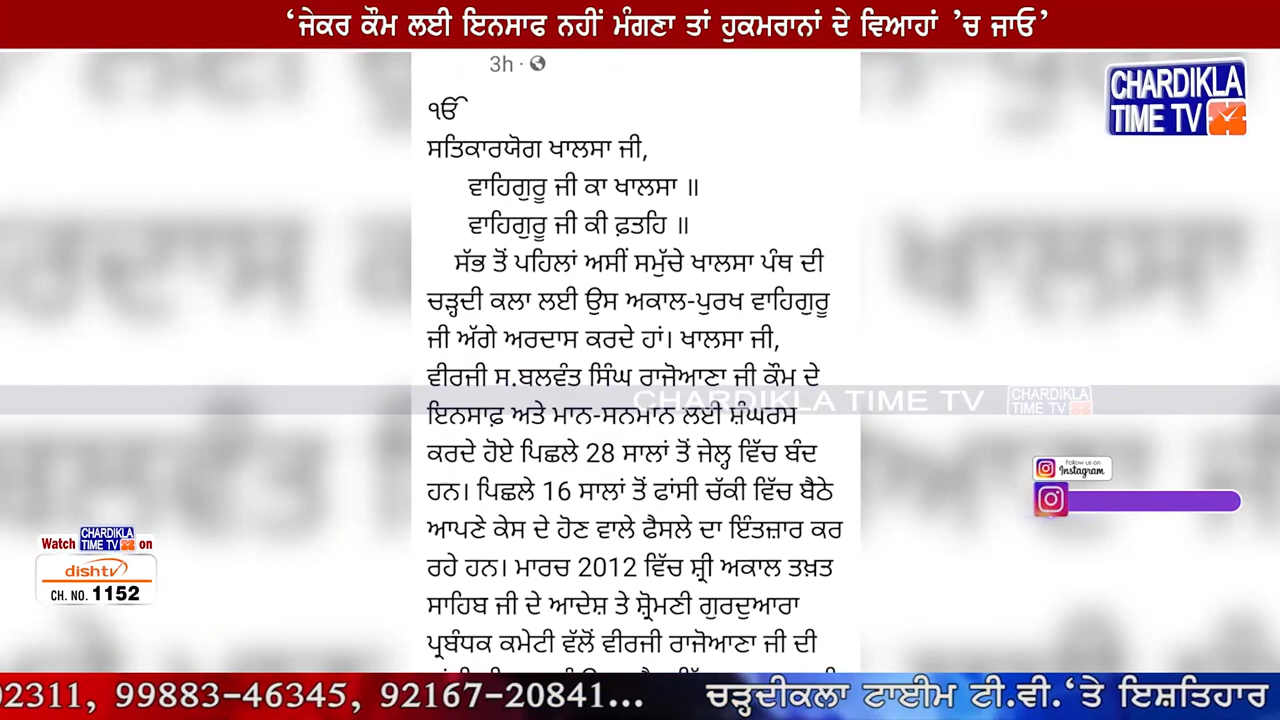 ‘ਜੇਕਰ ਕੌਮ ਲਈ ਇਨਸਾਫ ਨਹੀਂ ਮੰਗਣਾ ਤਾਂ ਹੁਕਮਰਾਨਾਂ ਦੇ ਵਿਆਹਾਂ ’ਚ ਜਾਓ’
CHARDIKLA
TIME TV
3h ·
ੴ
ਸਤਿਕਾਰਯੋਗ ਖਾਲਸਾ ਜੀ,
ਵਾਹਿਗੁਰੂ ਜੀ ਕਾ ਖਾਲਸਾ ॥
ਵਾਹਿਗੁਰੂ ਜੀ ਕੀ ਫ਼ਤਹਿ ॥
ਸੱਭ ਤੋਂ ਪਹਿਲਾਂ ਅਸੀਂ ਸਮੁੱਚੇ ਖਾਲਸਾ ਪੰਥ ਦੀ
ਚੜ੍ਹਦੀ ਕਲਾ ਲਈ ਉਸ ਅਕਾਲ-ਪੁਰਖ ਵਾਹਿਗੁਰੂ
ਜੀ ਅੱਗੇ ਅਰਦਾਸ ਕਰਦੇ ਹਾਂ। ਖਾਲਸਾ ਜੀ,
ਵੀਰਜੀ ਸ.ਬਲਵੰਤ ਸਿੰਘ ਰਾਜੋਆਣਾ ਜੀ ਕੌਮ ਦੇ
ਇਨਸਾਫ਼ ਅਤੇ ਮਾਨ-ਸਨਮਾਨ ਲਈ ਸ਼ੰਘਰਸ
ਕਰਦੇ ਹੋਏ ਪਿਛਲੇ 28 ਸਾਲਾਂ ਤੋਂ ਜੇਲ੍ਹ ਵਿੱਚ ਬੰਦ
ਹਨ। ਪਿਛਲੇ 16 ਸਾਲਾਂ ਤੋਂ ਫਾਂਸੀ ਚੱਕੀ ਵਿੱਚ ਬੈਠੇ
ਆਪਣੇ ਕੇਸ ਦੇ ਹੋਣ ਵਾਲੇ ਫੈਸਲੇ ਦਾ ਇੰਤਜ਼ਾਰ ਕਰ
ਰਹੇ ਹਨ। ਮਾਰਚ 2012 ਵਿੱਚ ਸ਼੍ਰੀ ਅਕਾਲ ਤਖ਼ਤ
ਸਾਹਿਬ ਜੀ ਦੇ ਆਦੇਸ਼ ਤੇ ਸ਼੍ਰੋਮਣੀ ਗੁਰਦੁਆਰਾ
ਪ੍ਰਬੰਧਕ ਕਮੇਟੀ ਵੱਲੋਂ ਵੀਰਜੀ ਰਾਜੋਆਣਾ ਜੀ ਦੀ
CHARDIKLA TIME TV
CHARDIKLA
TIME TV
Follow us on
Instagram
Watch CHARDIKLA TIME TV on
dishtv
CH. NO. 1152
02311, 99883-46345, 92167-20841... ਚੜ੍ਹਦੀਕਲਾ ਟਾਈਮ ਟੀ.ਵੀ.‘ਤੇ ਇਸ਼ਤਿਹਾਰ